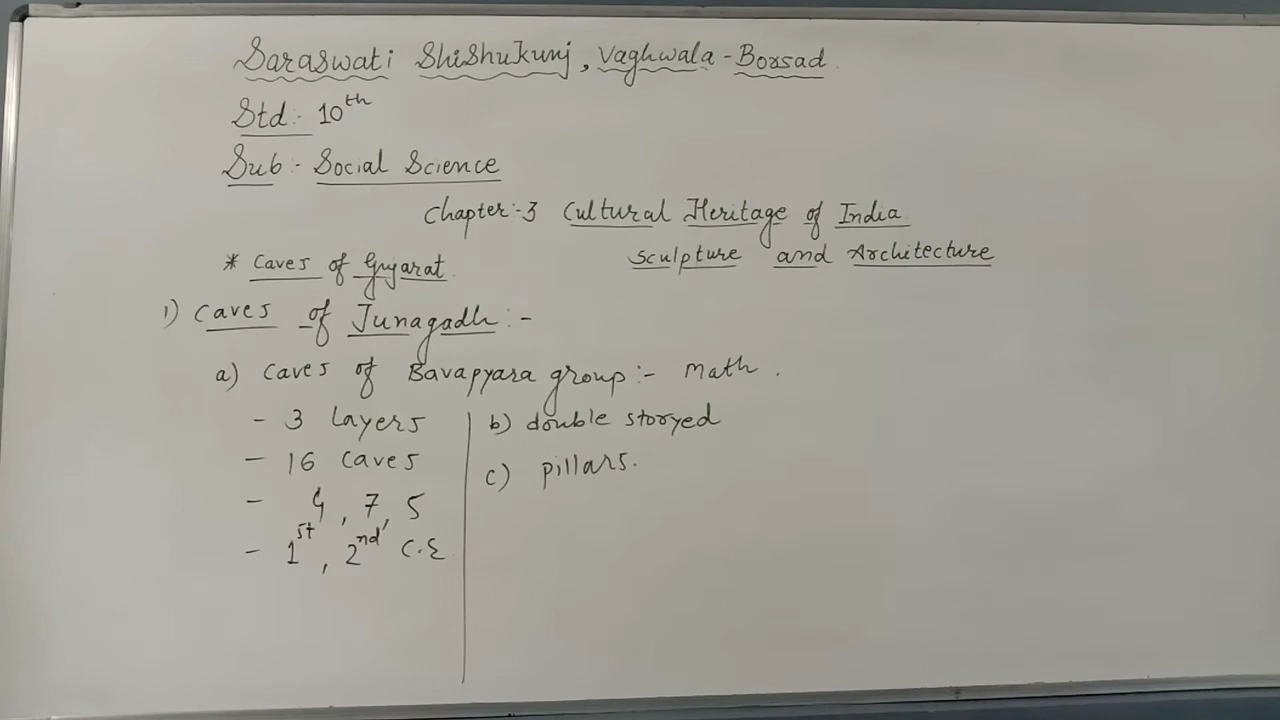 Saraswati Shishukunj, Vaghwala - Borsad.
Std:- 10th
Sub:- Social Science
Chapter:-3 Cultural Heritage of India
Sculpture and Architecture
* Caves of Gujarat.
1) Caves of Junagadh:-
a) Caves of Bavapyara group:- Math.
- 3 layers
- 16 caves
- 4, 7, 5
- 1st, 2nd C.E
b) double storyed
c) pillars.